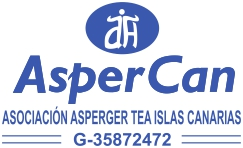 AsperCan
ASOCIACIÓN ASPERGER TEA ISLAS CANARIAS
G-35872472